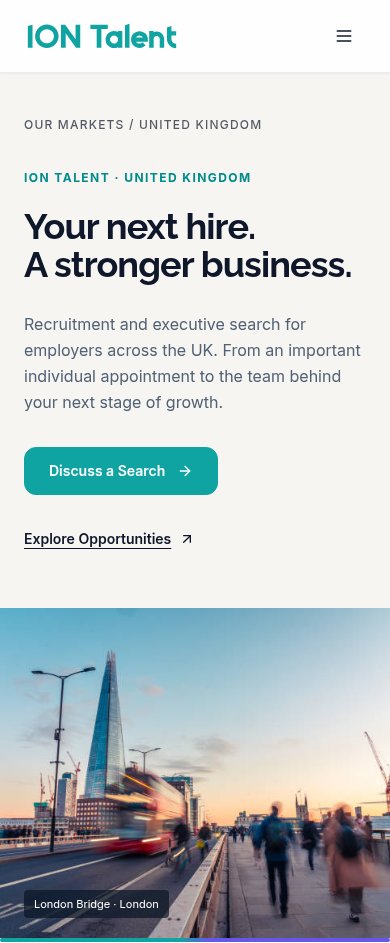 ION Talent
OUR MARKETS / UNITED KINGDOM
ION TALENT · UNITED KINGDOM
Your next hire.
A stronger business.
Recruitment and executive search for
employers across the UK. From an important
individual appointment to the team behind
your next stage of growth.
Discuss a Search
Explore Opportunities
London Bridge · London